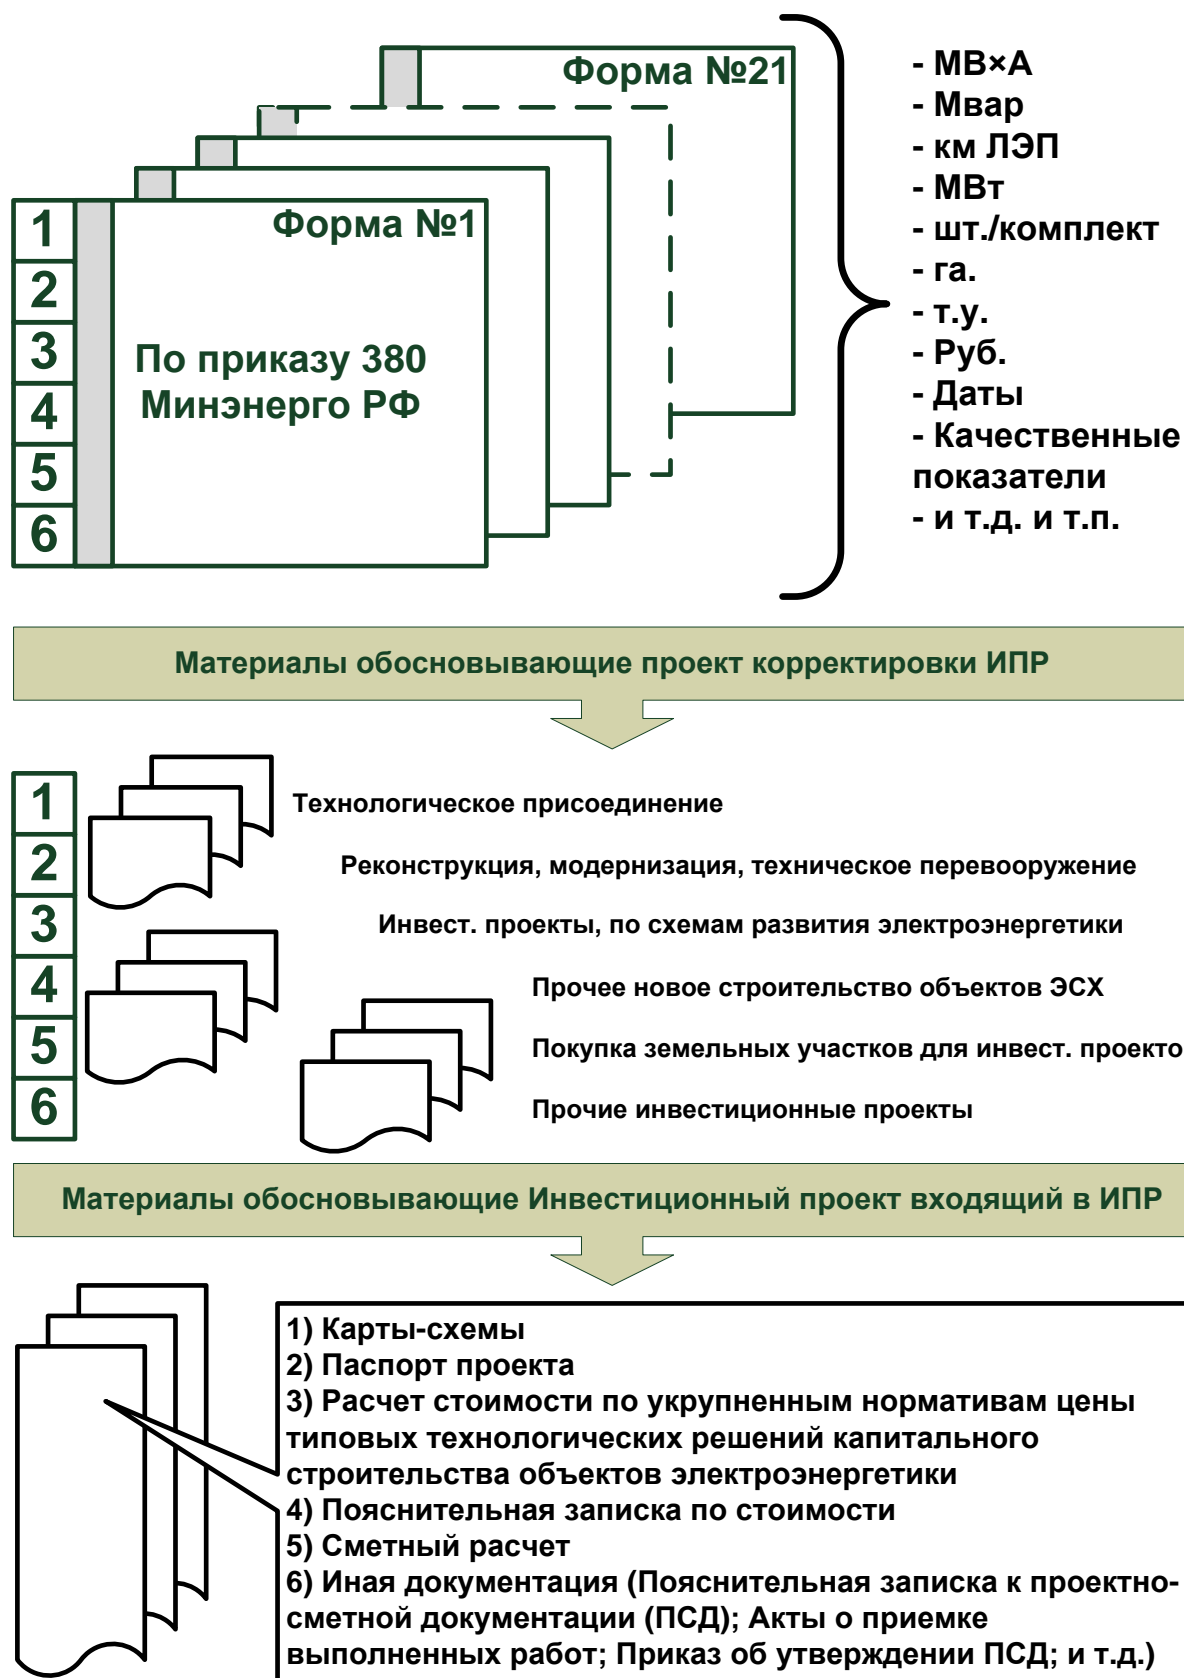 Форма №21
Форма №1
1
2
3
4
5
6
По приказу 380
Минэнерго РФ
- МВ×А
- Мвар
- км ЛЭП
- МВт
- шт./комплект
- га.
- т.у.
- Руб.
- Даты
- Качественные
показатели
- и т.д. и т.п.
Материалы обосновывающие проект корректировки ИПР
1
2
3
4
5
6
Технологическое присоединение
Реконструкция, модернизация, техническое перевооружение
Инвест. проекты, по схемам развития электроэнергетики
Прочее новое строительство объектов ЭСХ
Покупка земельных участков для инвест. проекто
Прочие инвестиционные проекты
Материалы обосновывающие Инвестиционный проект входящий в ИПР
1) Карты-схемы
2) Паспорт проекта
3) Расчет стоимости по укрупненным нормативам цены
типовых технологических решений капитального
строительства объектов электроэнергетики
4) Пояснительная записка по стоимости
5) Сметный расчет
6) Иная документация (Пояснительная записка к проектно-
сметной документации (ПСД); Акты о приемке
выполненных работ; Приказ об утверждении ПСД; и т.д.)